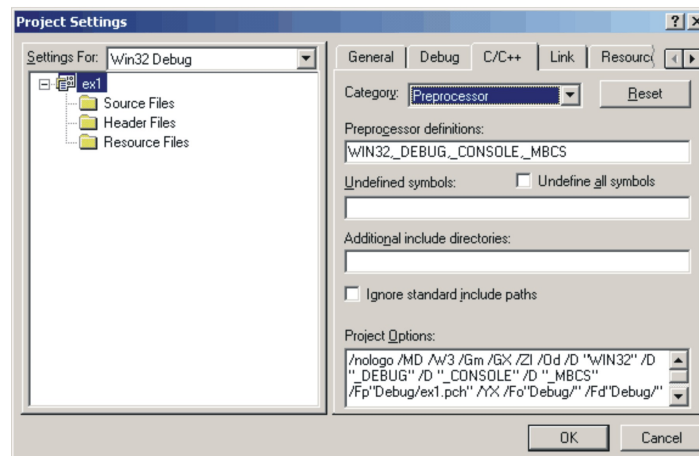 Project Settings
Settings For: Win32 Debug
ex1
Source Files
Header Files
Resource Files
General Debug C/C++ Link Resourc
Category: Preprocessor Reset
Preprocessor definitions:
WIN32,_DEBUG,_CONSOLE,_MBCS
Undefined symbols: Undefine all symbols
Additional include directories:
Ignore standard include paths
Project Options:
/nologo /MD /W3 /Gm /GX /ZI /Od /D "WIN32" /D
"_DEBUG" /D "_CONSOLE" /D "_MBCS"
/Fp"Debug/ex1.pch" /YX /Fo"Debug/" /Fd"Debug/"
OK Cancel